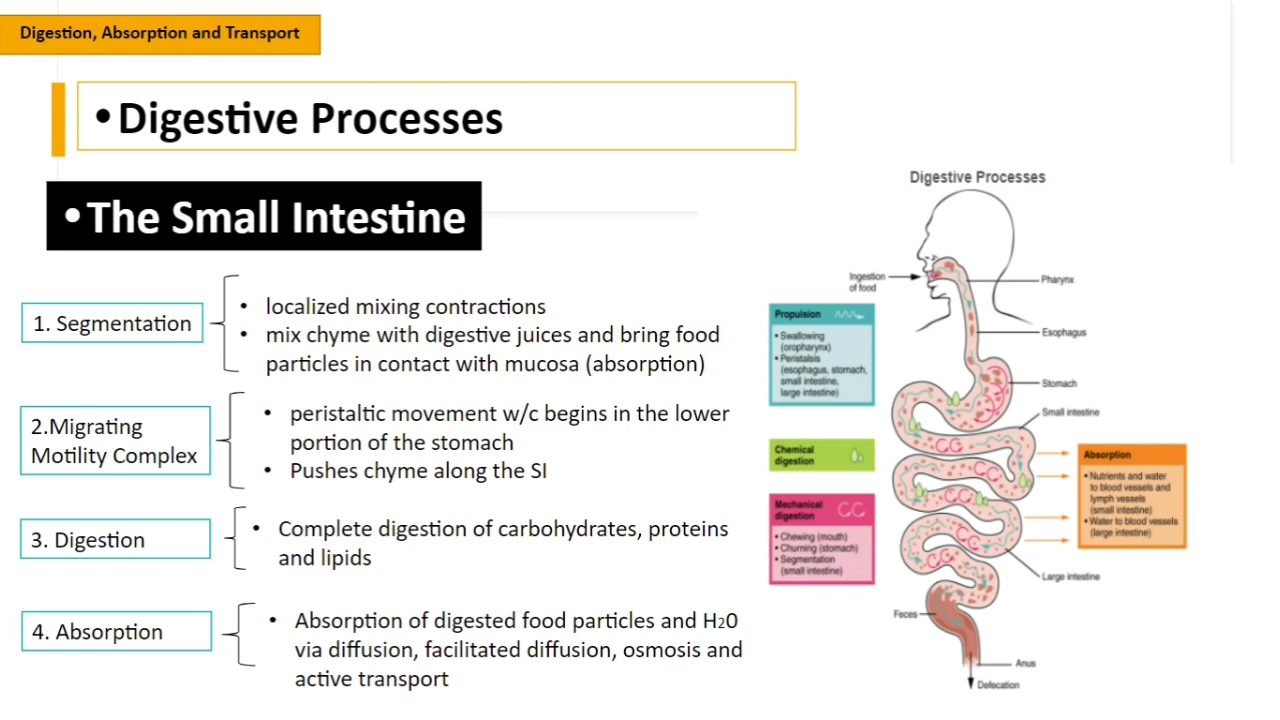 Digestion, Absorption and Transport
•Digestive Processes
•The Small Intestine
1. Segmentation
• localized mixing contractions
• mix chyme with digestive juices and bring food
particles in contact with mucosa (absorption)
2.Migrating
Motility Complex
• peristaltic movement w/c begins in the lower
portion of the stomach
• Pushes chyme along the SI
3. Digestion
• Complete digestion of carbohydrates, proteins
and lipids
4. Absorption
• Absorption of digested food particles and H20
via diffusion, facilitated diffusion, osmosis and
active transport
Digestive Processes
Ingestion
of food
Pharynx
Esophagus
Stomach
Small intestine
Propulsion
• Swallowing
(oropharynx)
• Peristalsis
(esophagus, stomach,
small intestine,
large intestine)
Chemical
digestion
Mechanical
digestion
• Chewing (mouth)
• Churning (stomach)
• Segmentation
(small intestine)
Absorption
• Nutrients and water
to blood vessels and
lymph vessels
(small intestine)
• Water to blood vessels
(large intestine)
Large intestine
Feces
Anus
Defecation